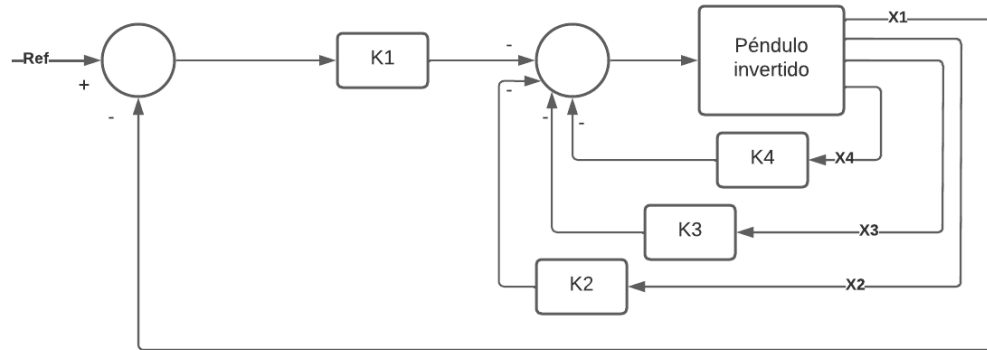 X1
Ref
+
-
K1
-
-
-
-
Péndulo
invertido
K4
X4
K3
X3
K2
X2